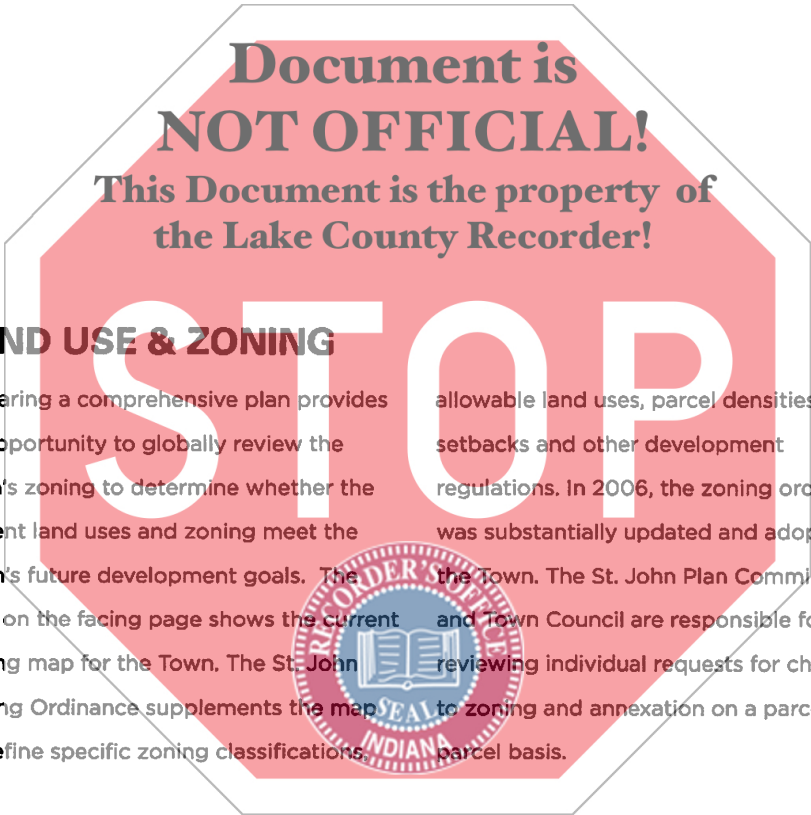 Document is
NOT OFFICIAL!
This Document is the property of
the Lake County Recorder!
STOP
ND USE & ZONING
aring a comprehensive plan provides
pportunity to globally review the
's zoning to determine whether the
ent land uses and zoning meet the
's future development goals. The
on the facing page shows the current
ng map for the Town. The St. John
ng Ordinance supplements the map
efine specific zoning classifications,
allowable land uses, parcel densities
setbacks and other development
regulations. In 2006, the zoning ord
was substantially updated and adop
the Town. The St. John Plan Commi
and Town Council are responsible fo
reviewing individual requests for ch
to zoning and annexation on a parc
parcel basis.
RECORDER'S OFFICE
SEAL
INDIANA